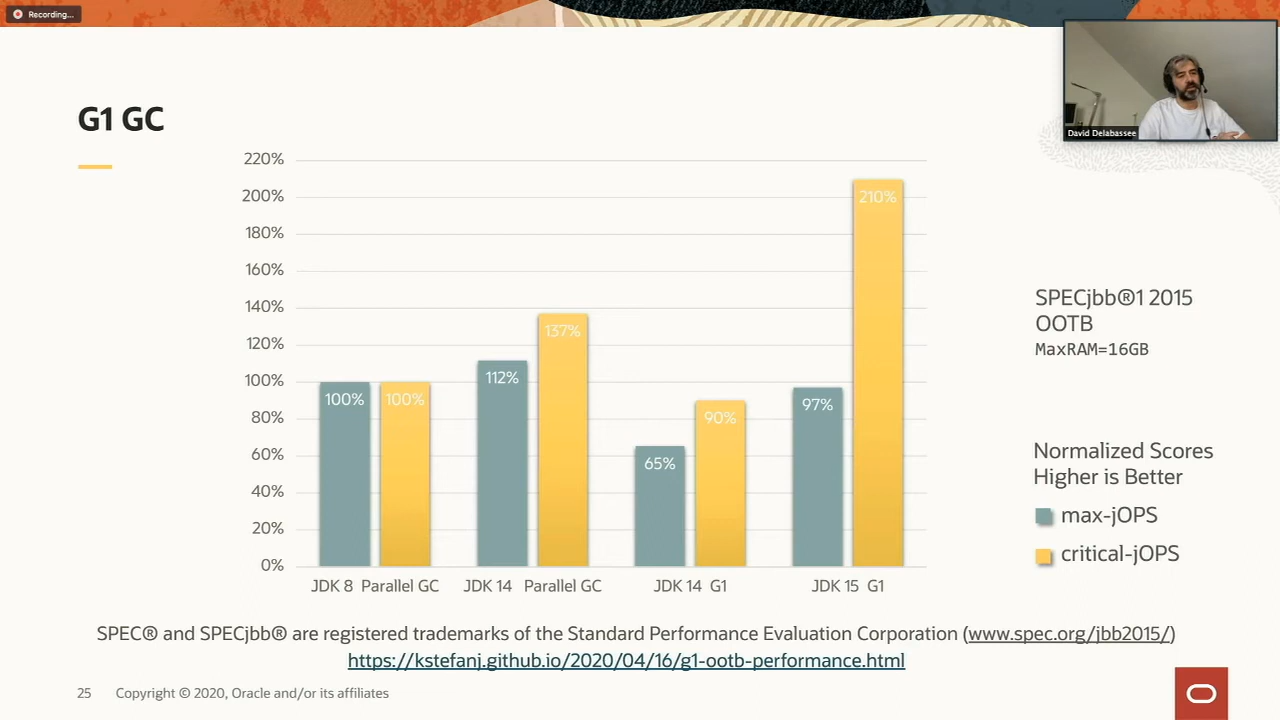 Recording...
David Delabassee
G1 GC
220%
200%
180%
160%
140%
120%
100%
80%
60%
40%
20%
0%
100%
100%
112%
137%
65%
90%
97%
210%
JDK 8 Parallel GC
JDK 14 Parallel GC
JDK 14 G1
JDK 15 G1
SPECjbb®1 2015
OOTB
MaxRAM=16GB
Normalized Scores
Higher is Better
max-jOPS
critical-jOPS
SPEC® and SPECjbb® are registered trademarks of the Standard Performance Evaluation Corporation (www.spec.org/jbb2015/)
https://kstefanj.github.io/2020/04/16/g1-ootb-performance.html
25 Copyright © 2020, Oracle and/or its affiliates